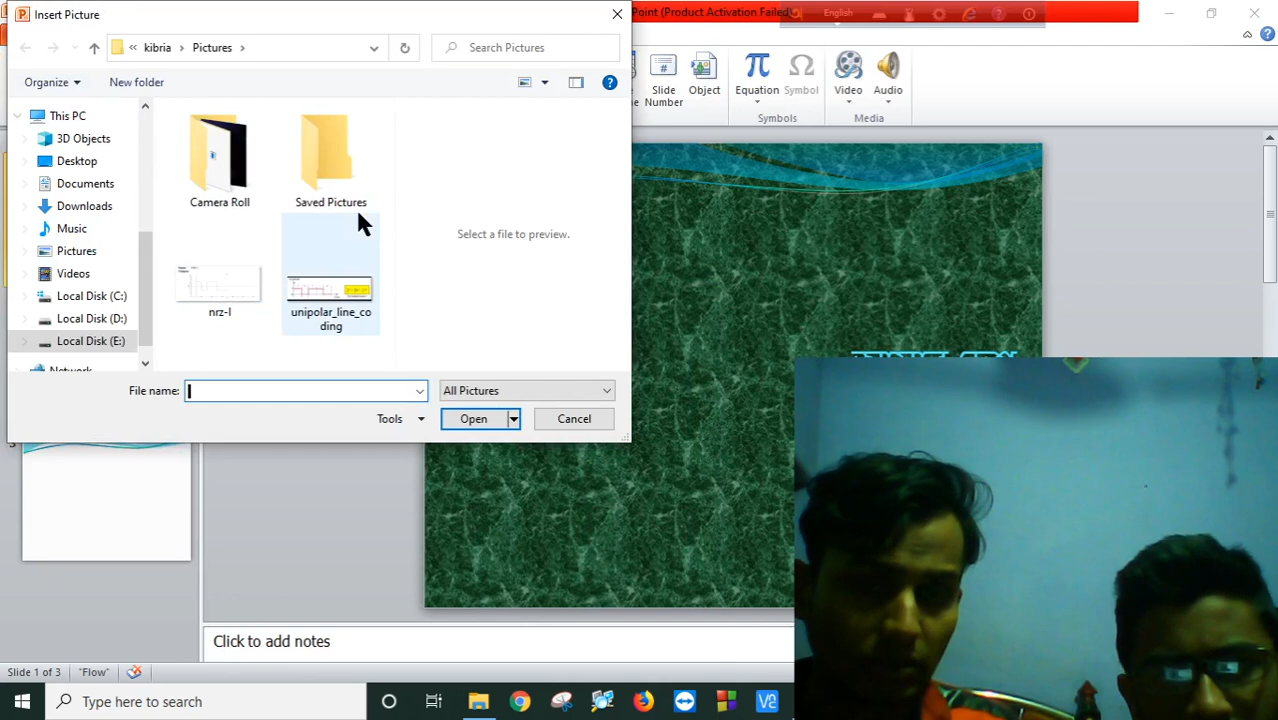 Insert Picture
Point (Product Activation Failed)
English
« kibria › Pictures ›
Search Pictures
Organize
New folder
Slide
Number
Object
Equation
Symbol
Video
Audio
Symbols
Media
This PC
3D Objects
Desktop
Documents
Downloads
Music
Pictures
Videos
Local Disk (C:)
Local Disk (D:)
Local Disk (E:)
Network
Camera Roll
Saved Pictures
nrz-l
unipolar_line_co
ding
Select a file to preview.
File name:
All Pictures
Tools
Open
Cancel
Click to add notes
Slide 1 of 3
"Flow"
Type here to search